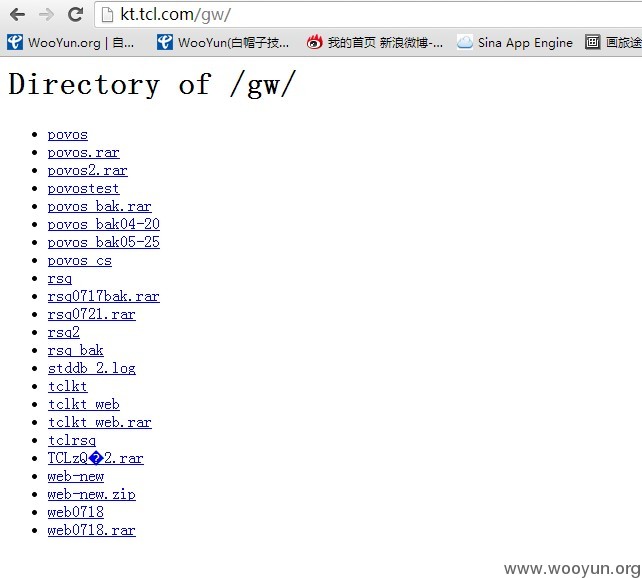 kt.tcl.com/gw/
WooYun.org | 自... WooYun(白帽子技... 我的首页 新浪微博-... Sina App Engine 画旅途
Directory of /gw/
povos
povos.rar
povos2.rar
povostest
povos_bak.rar
povos_bak04-20
povos_bak05-25
povos_cs
rsq
rsq0717bak.rar
rsq0721.rar
rsq2
rsq_bak
stddb_2.log
tclkt
tclkt_web
tclkt_web.rar
tclrsq
TCLzQ�2.rar
web-new
web-new.zip
web0718
web0718.rar
www.wooyun.org